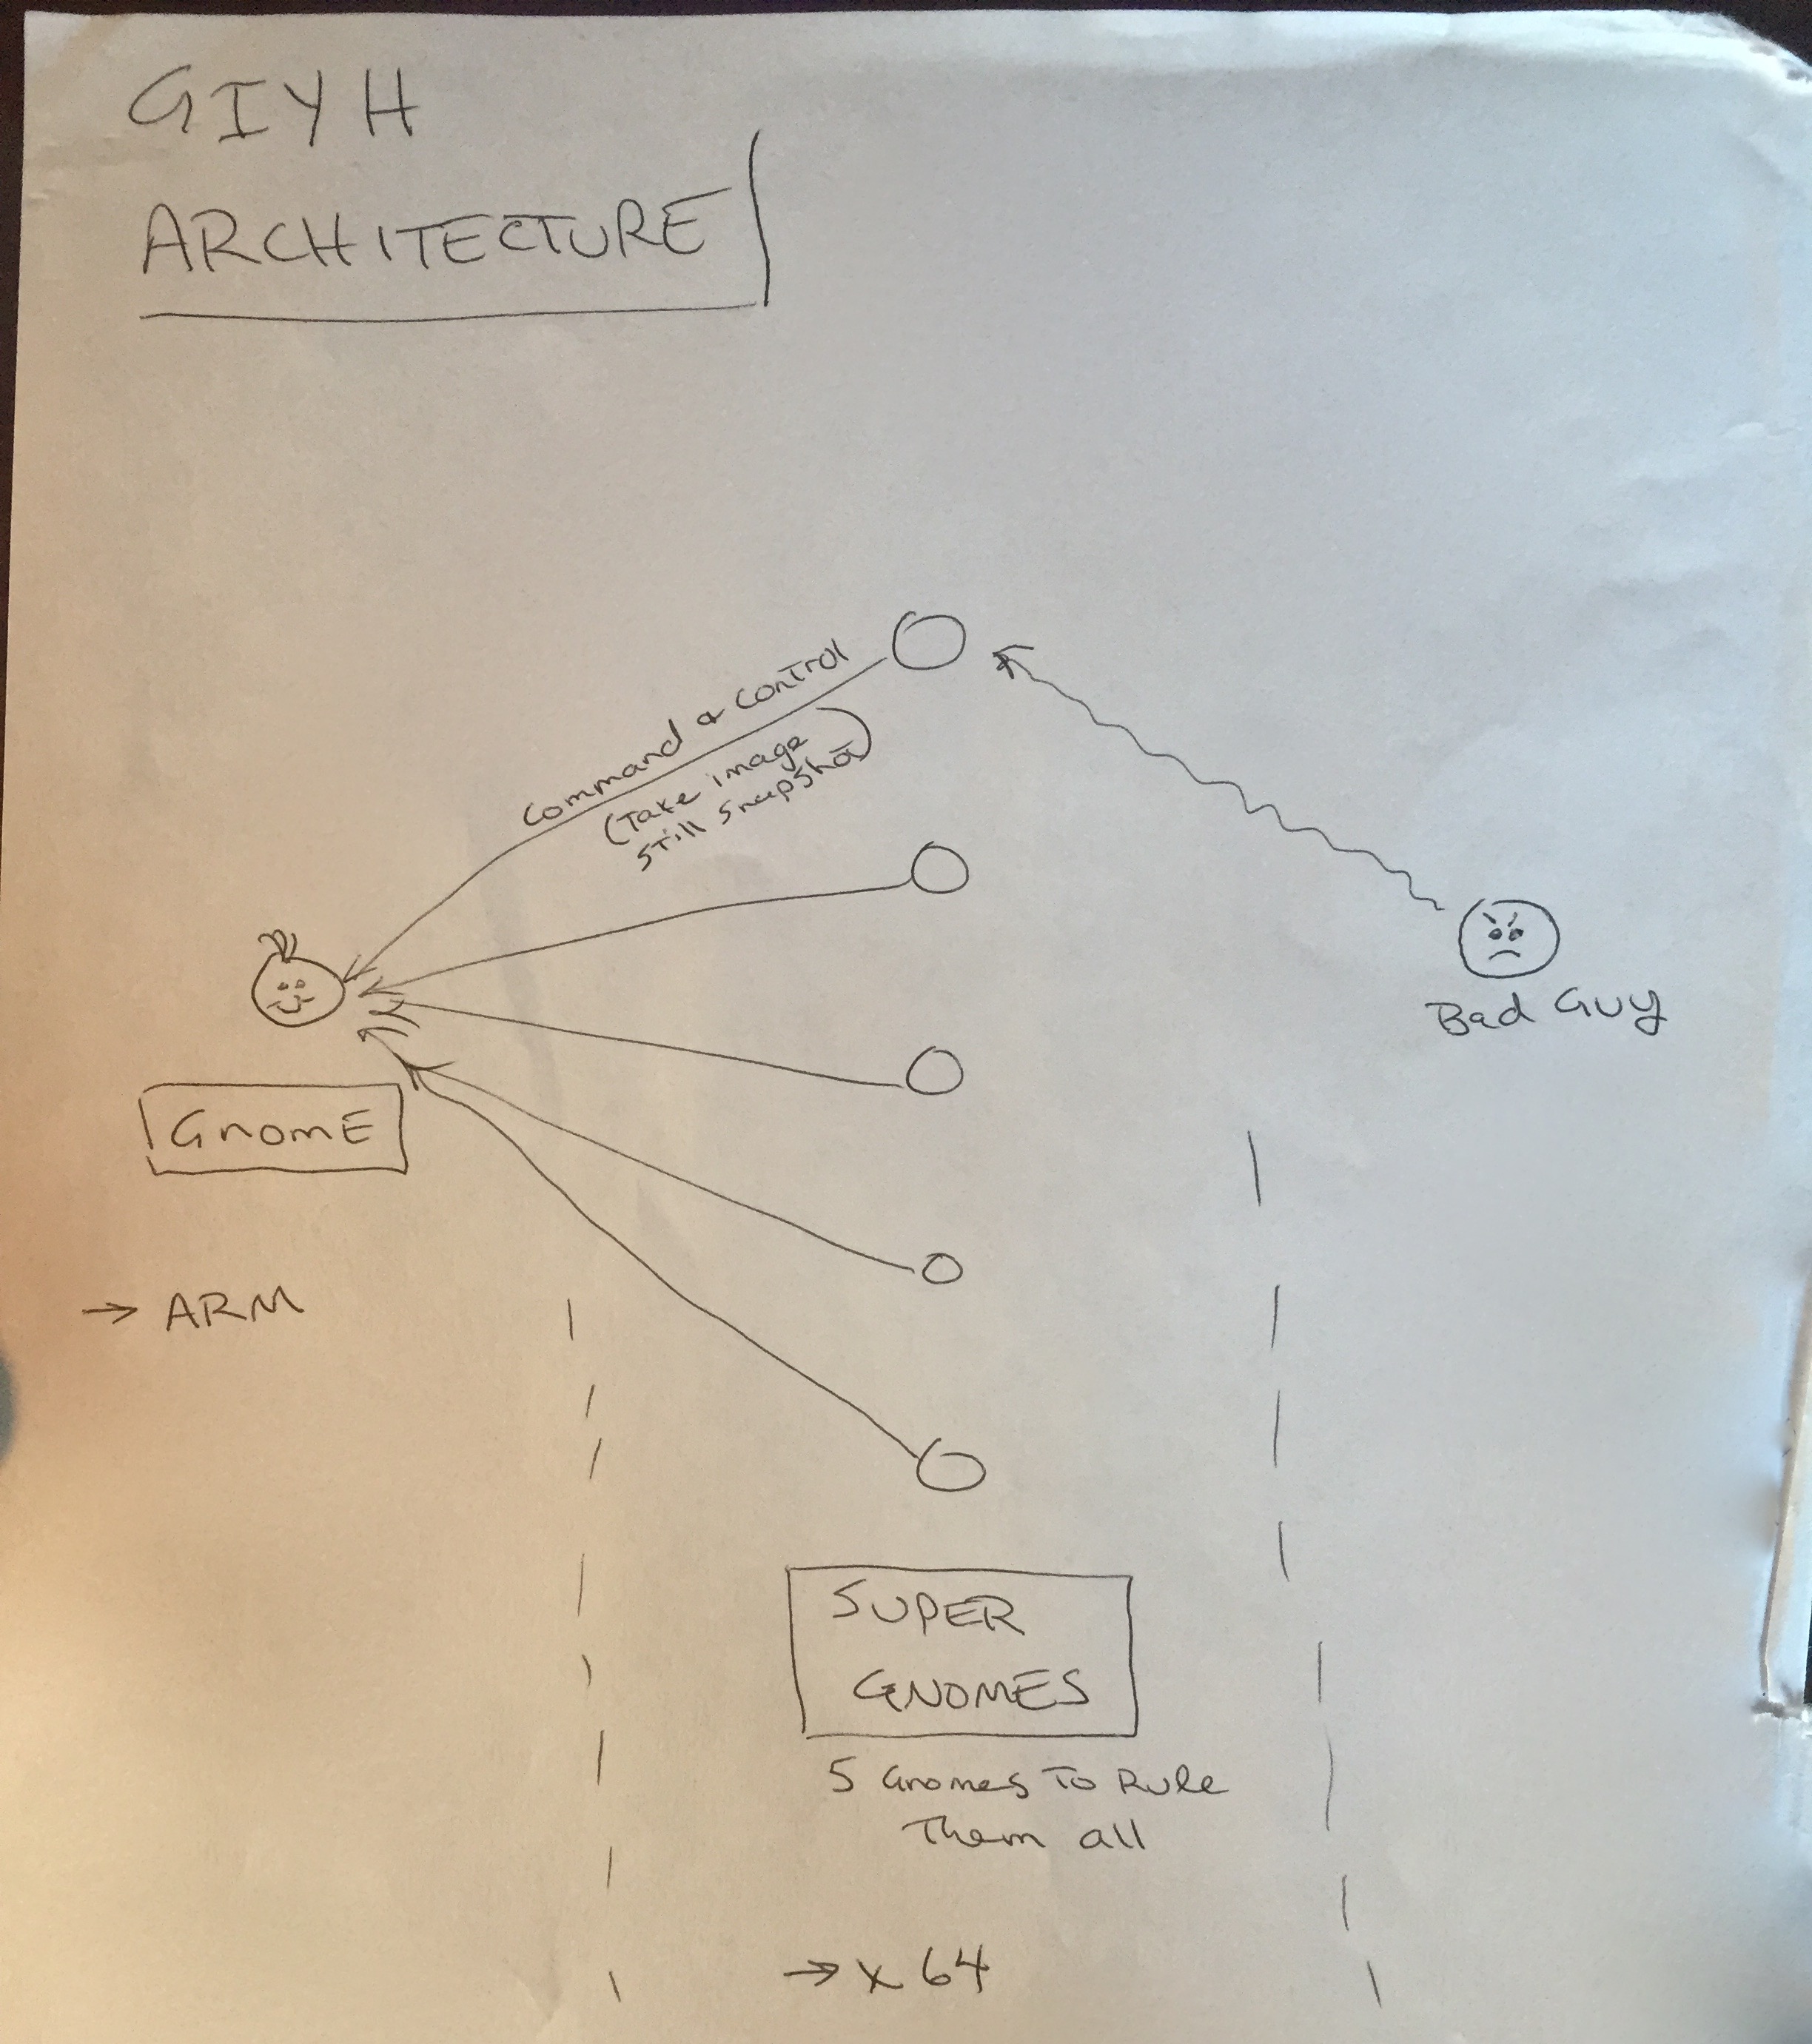 GIYH
ARCHITECTURE
Command & Control
(Take image
still snapshot)
Bad Guy
GnomE
→ ARM
SUPER
GNOMES
5 Gnomes To Rule
Them all
→ x64